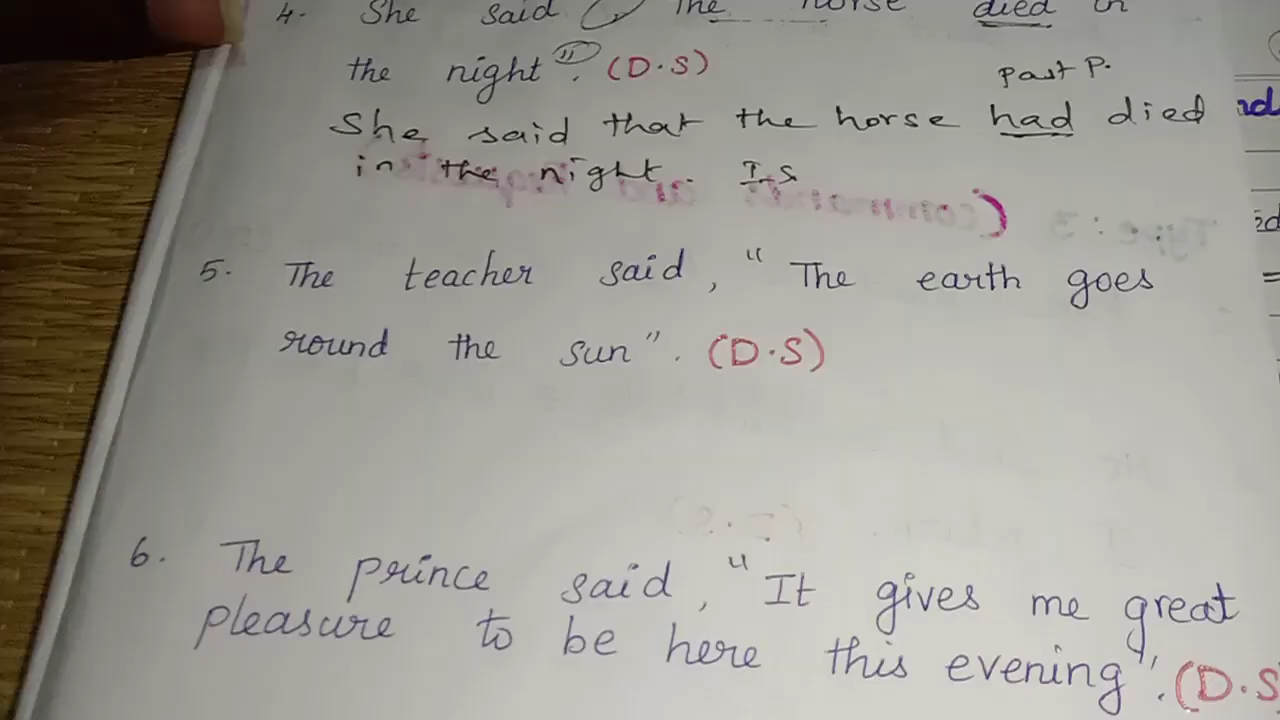 4. She said, The horse died in
the night". (D.S)
past P.
She said that the horse had died
in the night. I.S
5. The teacher said, "The earth goes
round the sun". (D.S)
6. The prince said, "It gives me great
pleasure to be here this evening". (D.S